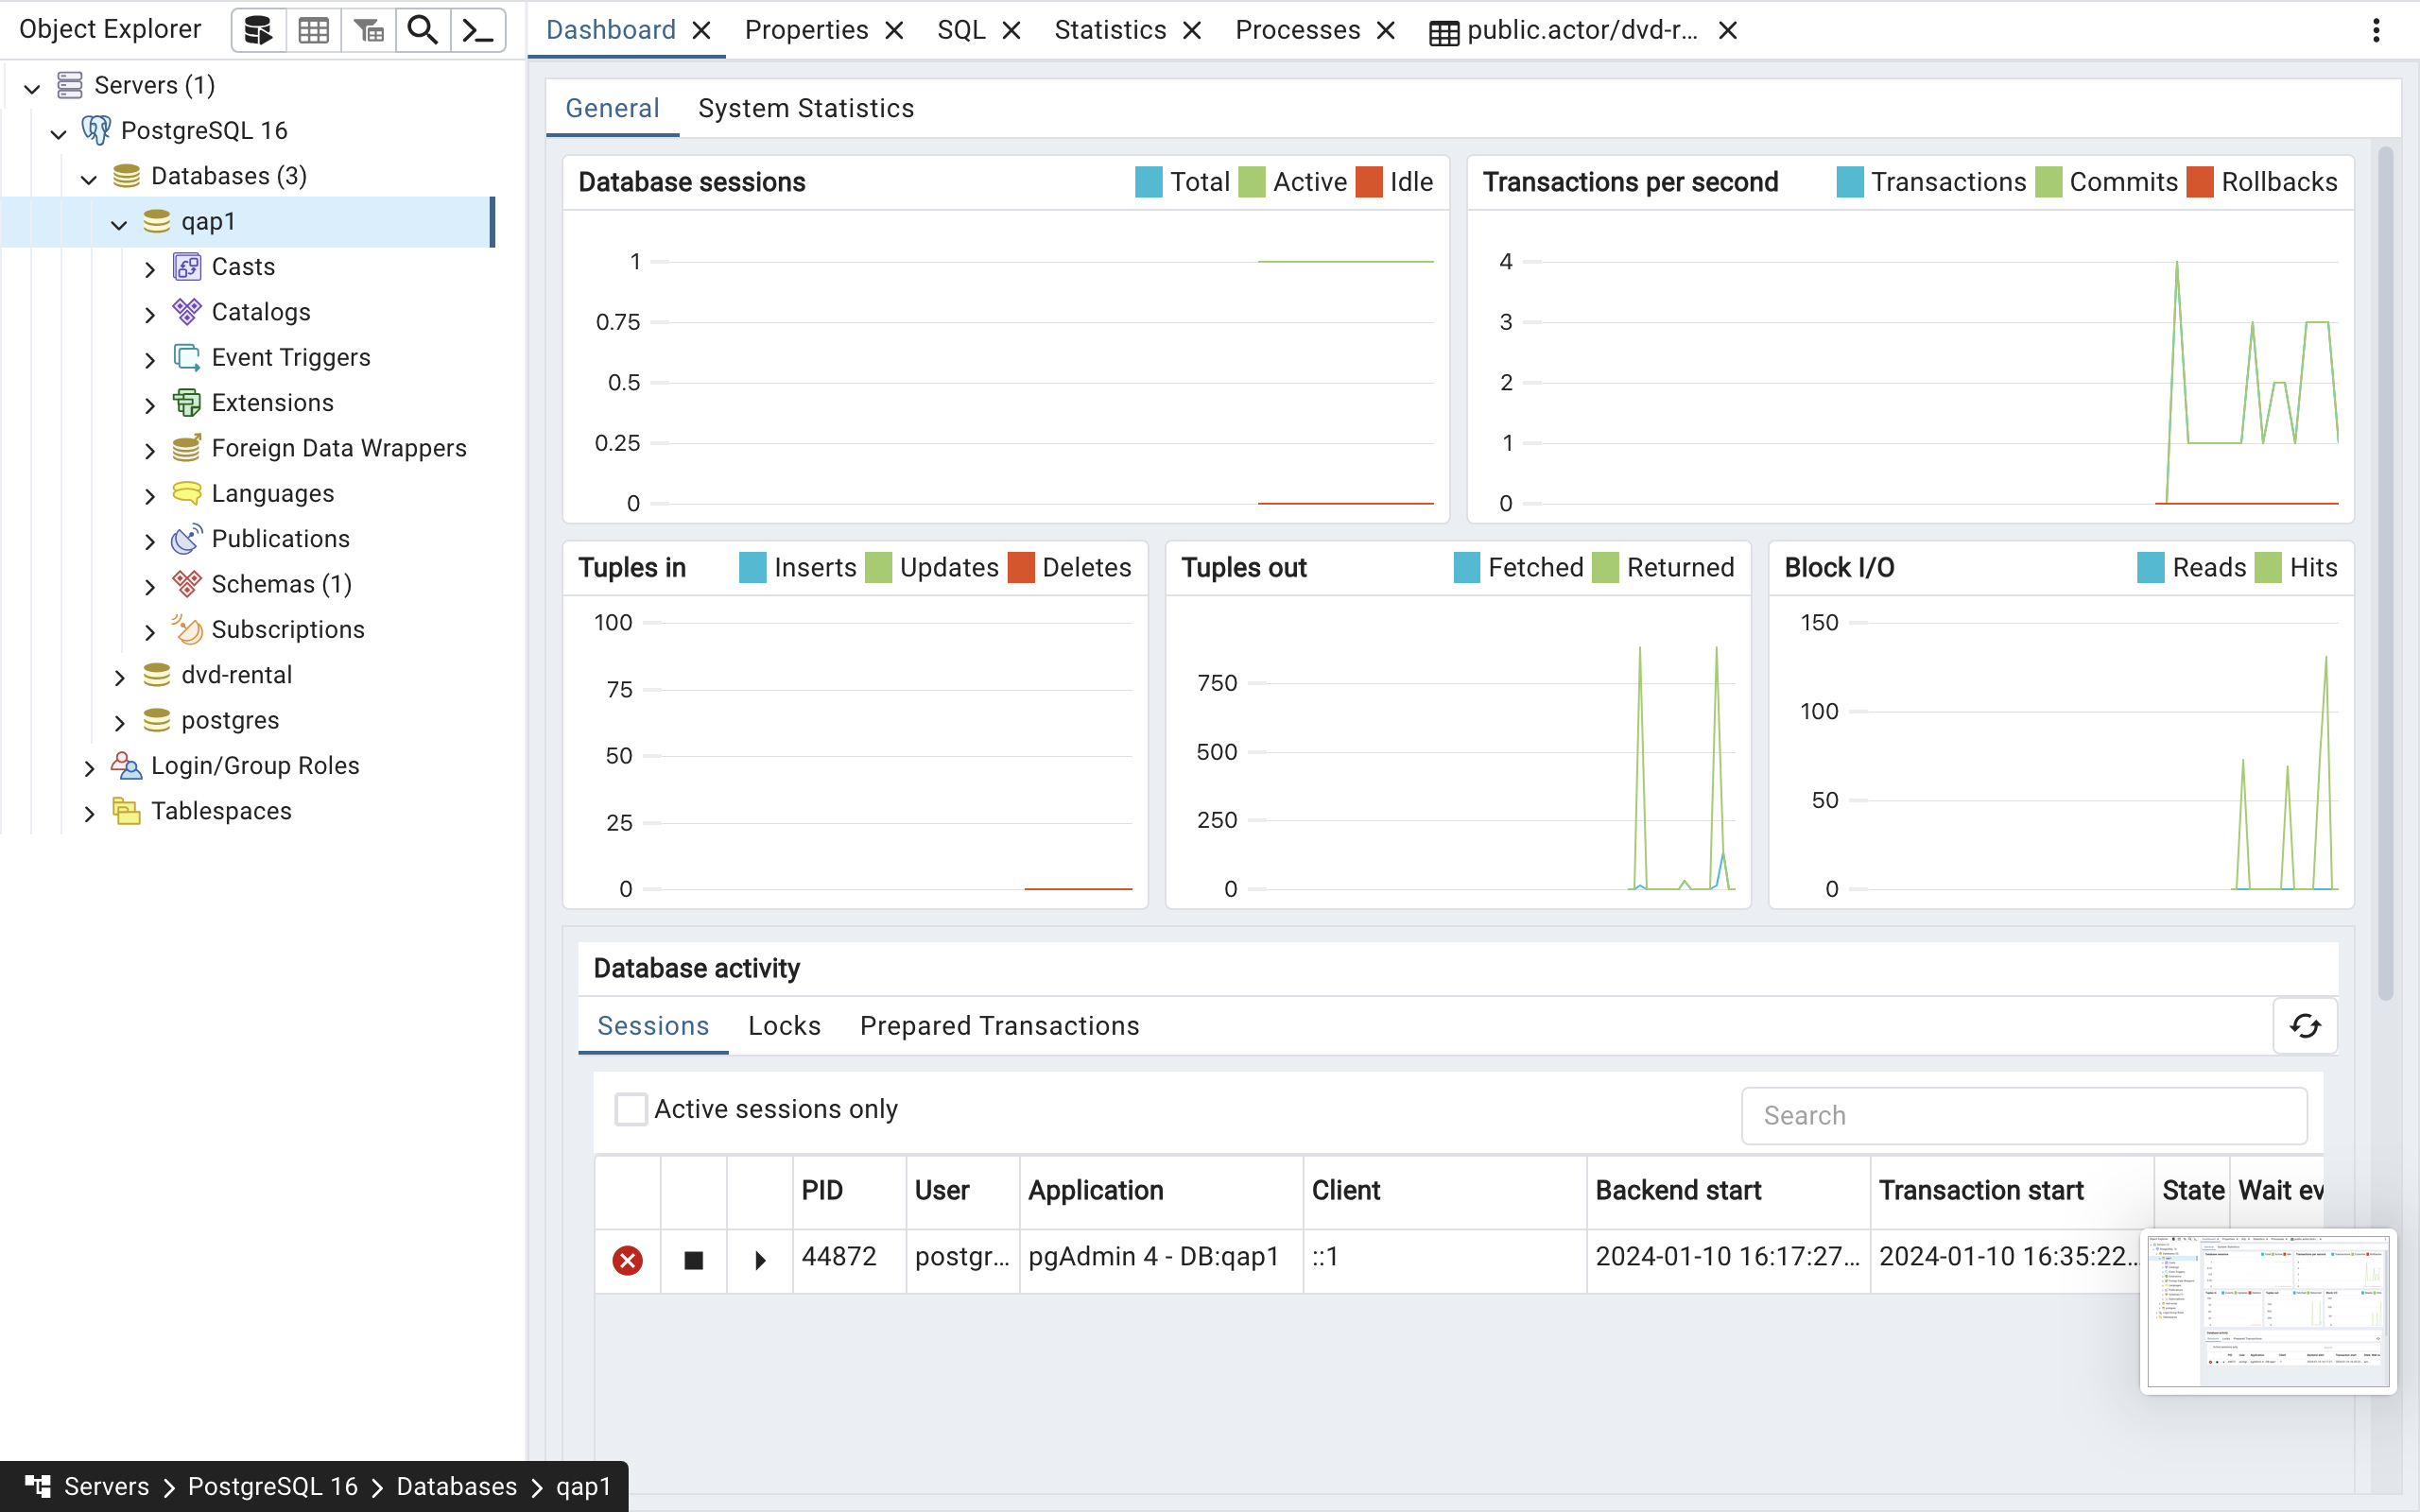 Object Explorer
Servers (1)
PostgreSQL 16
Databases (3)
qap1
Casts
Catalogs
Event Triggers
Extensions
Foreign Data Wrappers
Languages
Publications
Schemas (1)
Subscriptions
dvd-rental
postgres
Login/Group Roles
Tablespaces
Dashboard Properties SQL Statistics Processes public.actor/dvd-r...
General System Statistics
Database sessions Total Active Idle
1
0.75
0.5
0.25
0
Transactions per second Transactions Commits Rollbacks
4
3
2
1
0
Tuples in Inserts Updates Deletes
100
75
50
25
0
Tuples out Fetched Returned
750
500
250
0
Block I/O Reads Hits
150
100
50
0
Database activity
Sessions Locks Prepared Transactions
Active sessions only Search
PID User Application Client Backend start Transaction start State Wait ev
44872 postgr... pgAdmin 4 - DB:qap1 ::1 2024-01-10 16:17:27... 2024-01-10 16:35:22...
Servers > PostgreSQL 16 > Databases > qap1